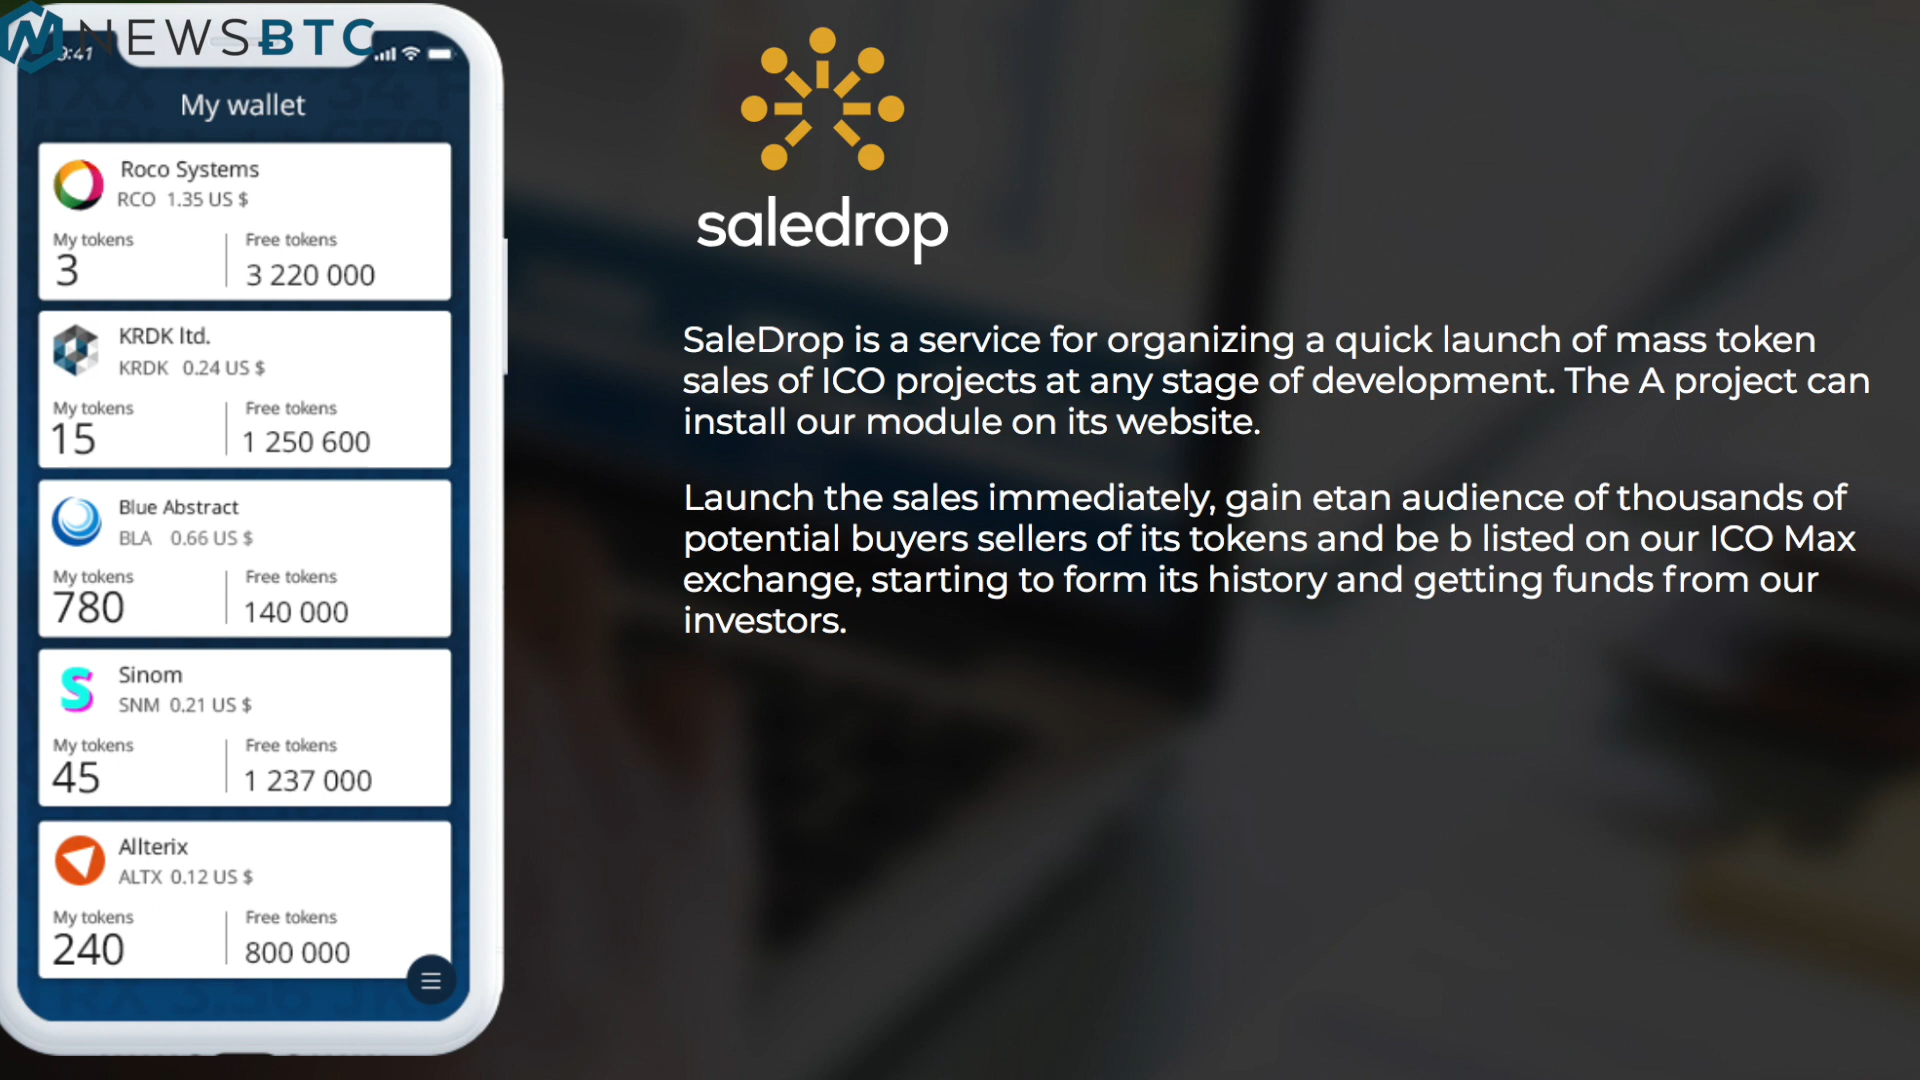 NEWSBTC
9:41
My wallet
Roco Systems
RCO 1.35 US $
My tokens Free tokens
3 3 220 000
KRDK ltd.
KRDK 0.24 US $
My tokens Free tokens
15 1 250 600
Blue Abstract
BLA 0.66 US $
My tokens Free tokens
780 140 000
Sinom
SNM 0.21 US $
My tokens Free tokens
45 1 237 000
Allterix
ALTX 0.12 US $
My tokens Free tokens
240 800 000
saledrop
SaleDrop is a service for organizing a quick launch of mass token
sales of ICO projects at any stage of development. The A project can
install our module on its website.
Launch the sales immediately, gain etan audience of thousands of
potential buyers sellers of its tokens and be b listed on our ICO Max
exchange, starting to form its history and getting funds from our
investors.